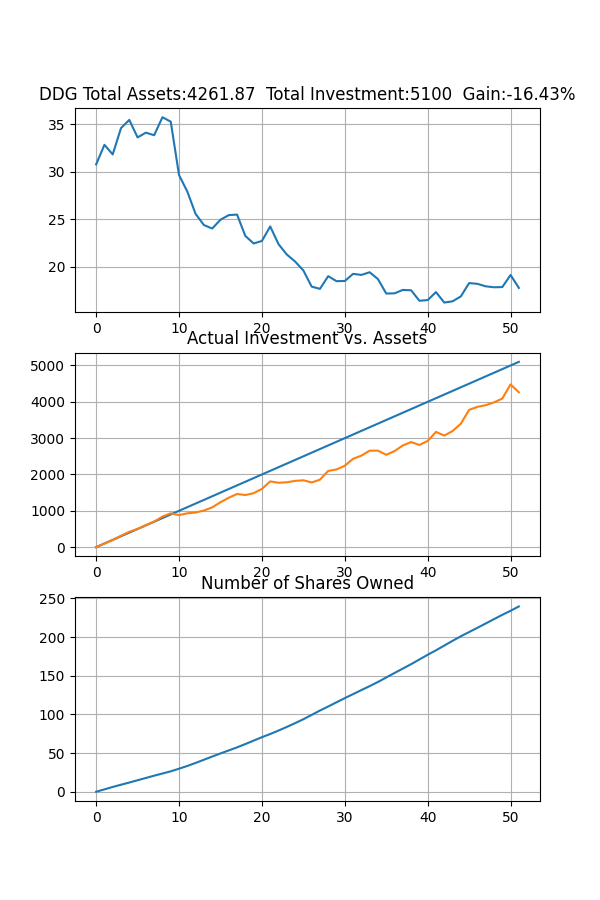 DDG Total Assets:4261.87  Total Investment:5100  Gain:-16.43%
35
30
25
20
0 10 20 30 40 50
Actual Investment vs. Assets
5000
4000
3000
2000
1000
0
0 10 20 30 40 50
Number of Shares Owned
250
200
150
100
50
0
0 10 20 30 40 50